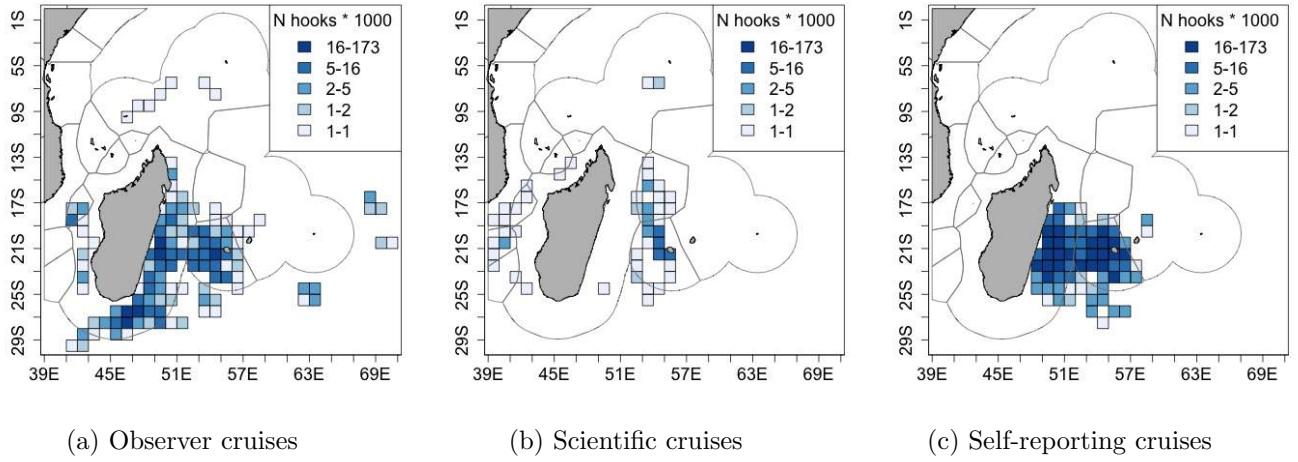 N hooks * 1000
16-173
5-16
2-5
1-2
1-1
1S
5S
9S
13S
17S
21S
25S
29S
39E 45E 51E 57E 63E 69E
(a) Observer cruises
N hooks * 1000
16-173
5-16
2-5
1-2
1-1
1S
5S
9S
13S
17S
21S
25S
29S
39E 45E 51E 57E 63E 69E
(b) Scientific cruises
N hooks * 1000
16-173
5-16
2-5
1-2
1-1
1S
5S
9S
13S
17S
21S
25S
29S
39E 45E 51E 57E 63E 69E
(c) Self-reporting cruises